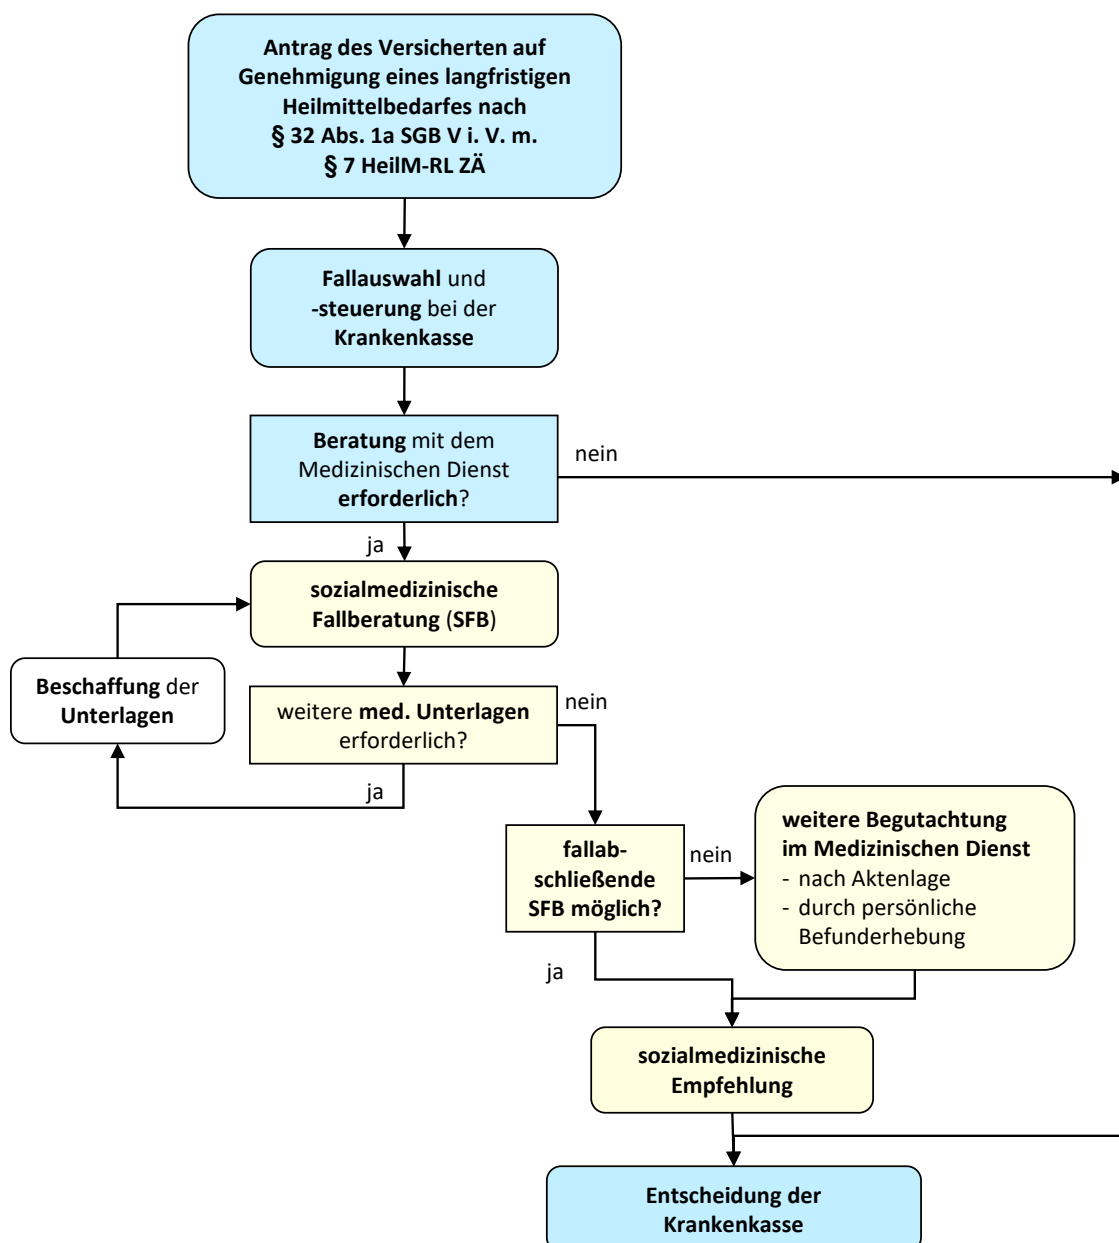 Antrag des Versicherten auf
Genehmigung eines langfristigen
Heilmittelbedarfes nach
§ 32 Abs. 1a SGB V i. V. m.
§ 7 HeilM-RL ZÄ
Fallauswahl und
-steuerung bei der
Krankenkasse
Beratung mit dem
Medizinischen Dienst
erforderlich?
nein
ja
sozialmedizinische
Fallberatung (SFB)
Beschaffung der
Unterlagen
weitere med. Unterlagen
erforderlich?
nein
ja
fallab-
schließende
SFB möglich?
nein
weitere Begutachtung
im Medizinischen Dienst
- nach Aktenlage
- durch persönliche
Befunderhebung
ja
sozialmedizinische
Empfehlung
Entscheidung der
Krankenkasse